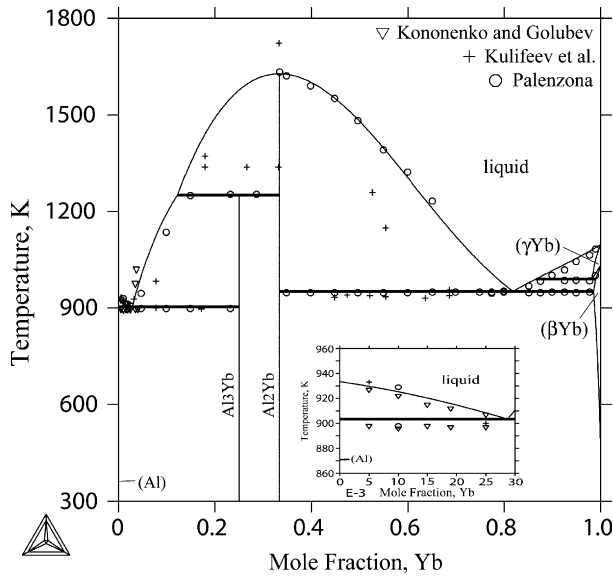 1800
1500
1200
900
600
300
Temperature, K
▽ Kononenko and Golubev
+ Kulifeev et al.
○ Palenzona
liquid
(γYb)
(βYb)
Al3Yb
Al2Yb
(Al)
960
940
920
900
880
860
Temperature, K
liquid
(Al)
0 5 10 15 20 25 30
E-3 Mole Fraction, Yb
0 0.2 0.4 0.6 0.8 1.0
Mole Fraction, Yb